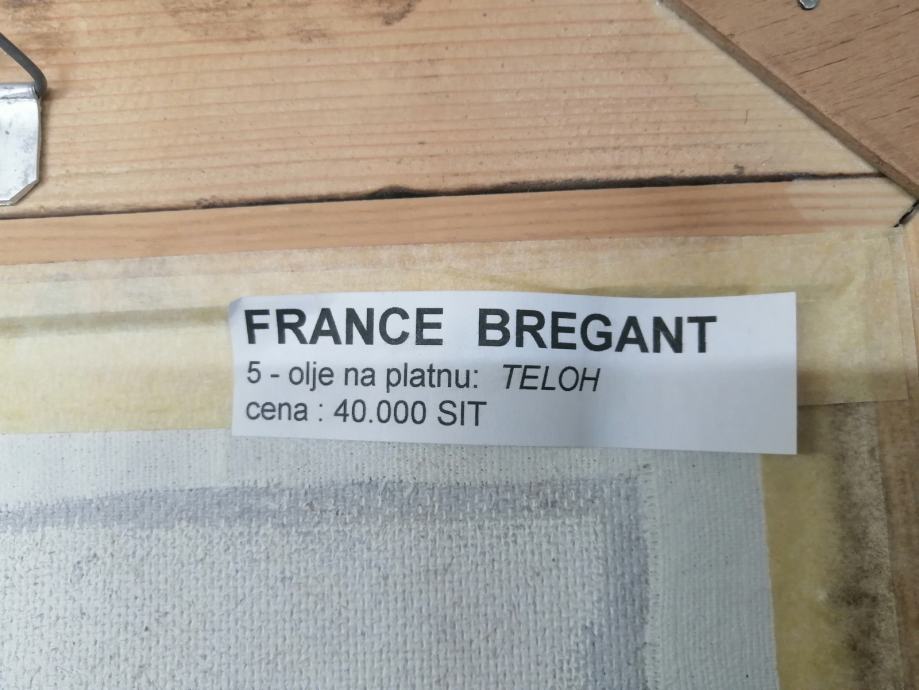 FRANCE BREGANT
5 - olje na platnu: TELOH
cena : 40.000 SIT